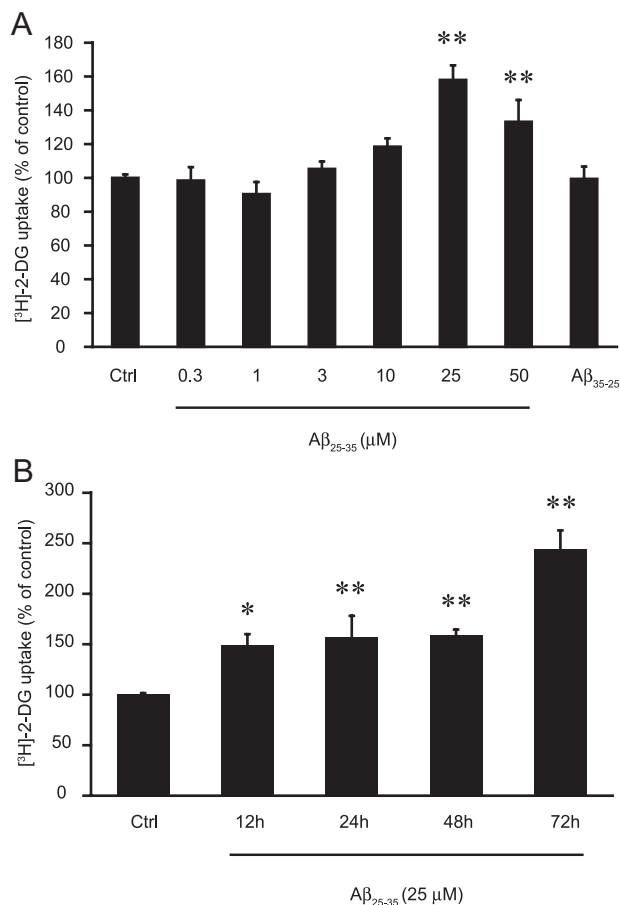 A
[³H]-2-DG uptake (% of control)
180
160
140
120
100
80
60
40
20
0
**
**
Ctrl 0.3 1 3 10 25 50 Aβ₃₅₋₂₅
Aβ₂₅₋₃₅ (μM)
B
[³H]-2-DG uptake (% of control)
300
250
200
150
100
50
0
*
**
**
**
Ctrl 12h 24h 48h 72h
Aβ₂₅₋₃₅ (25 μM)